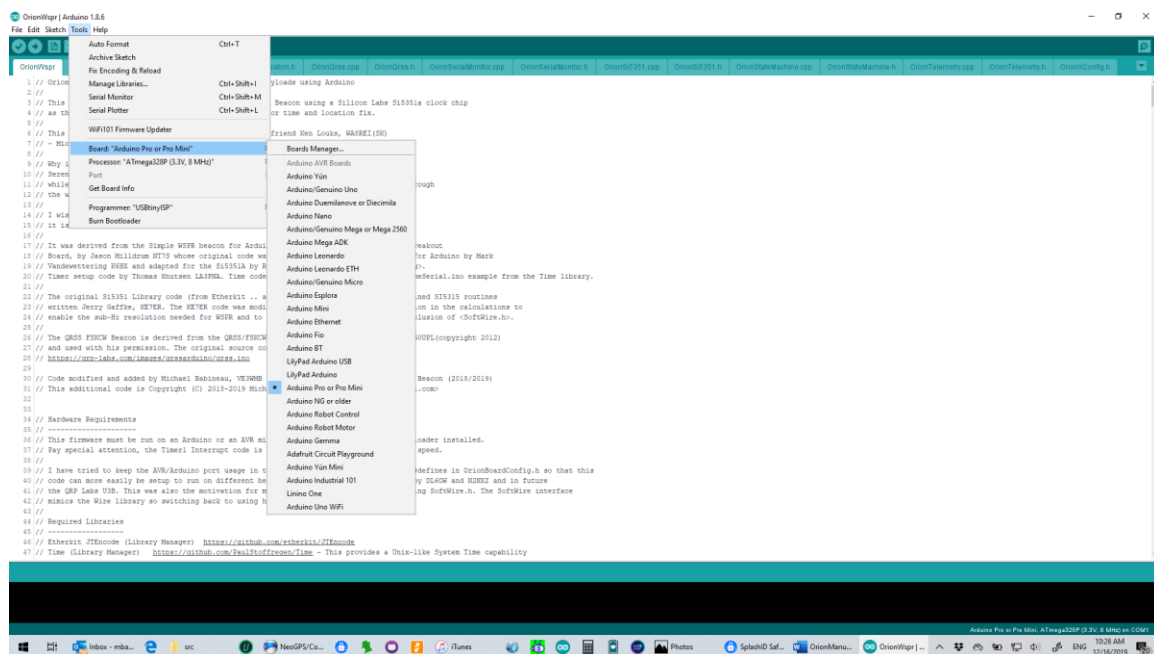 OrionWspr | Arduino 1.8.6
File Edit Sketch Tools Help
OrionWspr
ration.h
OrionQrss.cpp
OrionQrss.h
OrionSerialMonitor.cpp
OrionSerialMonitor.h
OrionSi5351.cpp
OrionSi5351.h
OrionStateMachine.cpp
OrionStateMachine.h
OrionTelemetry.cpp
OrionTelemetry.h
OrionXConfig.h
Auto Format Ctrl+T
Archive Sketch
Fix Encoding & Reload
Manage Libraries... Ctrl+Shift+I
Serial Monitor Ctrl+Shift+M
Serial Plotter Ctrl+Shift+L
WiFi101 Firmware Updater
Board: "Arduino Pro or Pro Mini"
Processor: "ATmega328P (3.3V, 8 MHz)"
Port
Get Board Info
Programmer: "USBtinyISP"
Burn Bootloader
Boards Manager...
Arduino AVR Boards
Arduino Yún
Arduino/Genuino Uno
Arduino Duemilanove or Diecimila
Arduino Nano
Arduino/Genuino Mega or Mega 2560
Arduino Mega ADK
Arduino Leonardo
Arduino Leonardo ETH
Arduino/Genuino Micro
Arduino Esplora
Arduino Mini
Arduino Ethernet
Arduino Fio
Arduino BT
LilyPad Arduino USB
LilyPad Arduino
Arduino Pro or Pro Mini
Arduino NG or older
Arduino Robot Control
Arduino Robot Motor
Arduino Gemma
Adafruit Circuit Playground
Arduino Yún Mini
Arduino Industrial 101
Linino One
Arduino Uno WiFi
1 // Orion yloads using Arduino
2 //
3 // This Beacon using a Silicon Labs Si5351a clock chip
4 // as th or time and location fix.
5 //
6 // This friend Ken Louks, WA8REI(SK)
7 // - Mic
8 //
9 // Why i
10 // Seren
11 // while rough
12 // the w
13 //
14 // I wis
15 // it is
16 //
17 // It was derived from the Simple WSPR beacon for Ardui reakout
18 // Board, by Jason Milldrum NT7S whose original code wa for Arduino by Mark
19 // Vandewettering K6HX and adapted for the Si5351A by R >.
20 // Timer setup code by Thomas Knutsen LA3PNA. Time code eSerial.ino example from the Time library.
21 //
22 // The original Si5351 Library code (from Etherkit .. a ned SI5315 routines
23 // written Jerry Gaffke, KE7ER. The KE7ER code was modi on in the calculations to
24 // enable the sub-Hz resolution needed for WSPR and to lusion of <SoftWire.h>.
25 //
26 // The QRSS FSKCW Beacon is derived from the QRSS/FSKCW G0UPL(copyright 2012)
27 // and used with his permission. The original source co
28 // https://qrp-labs.com/images/qrssarduino/qrss.ino
29
30 // Code modified and added by Michael Babineau, VE3WMB Beacon (2018/2019)
31 // This additional code is Copyright (C) 2018-2019 Mich .com>
32
33
34 // Hardware Requirements
35 // ---------------------
36 // This firmware must be run on an Arduino or an AVR mi loader installed.
37 // Pay special attention, the Timer1 Interrupt code is speed.
38 //
39 // I have tried to keep the AVR/Arduino port usage in t #defines in OrionBoardConfig.h so that this
40 // code can more easily be setup to run on different be by DL6OW and N2NXZ and in future
41 // the QRP Labs U3B. This was also the motivation for m ng SoftWire.h. The SoftWire interface
42 // mimics the Wire library so switching back to using h
43 //
44 // Required Libraries
45 // ------------------
46 // Etherkit JTEncode (Library Manager) https://github.com/etherkit/JTEncode
47 // Time (Library Manager) https://github.com/PaulStoffregen/Time - This provides a Unix-like System Time capability
Arduino Pro or Pro Mini, ATmega328P (3.3V, 8 MHz) on COM1
Inbox - mba...
src
NeoGPS/Co...
iTunes
Photos
SplashID Saf...
OrionManu...
OrionWspr | ...
ENG
10:26 AM
12/16/2019